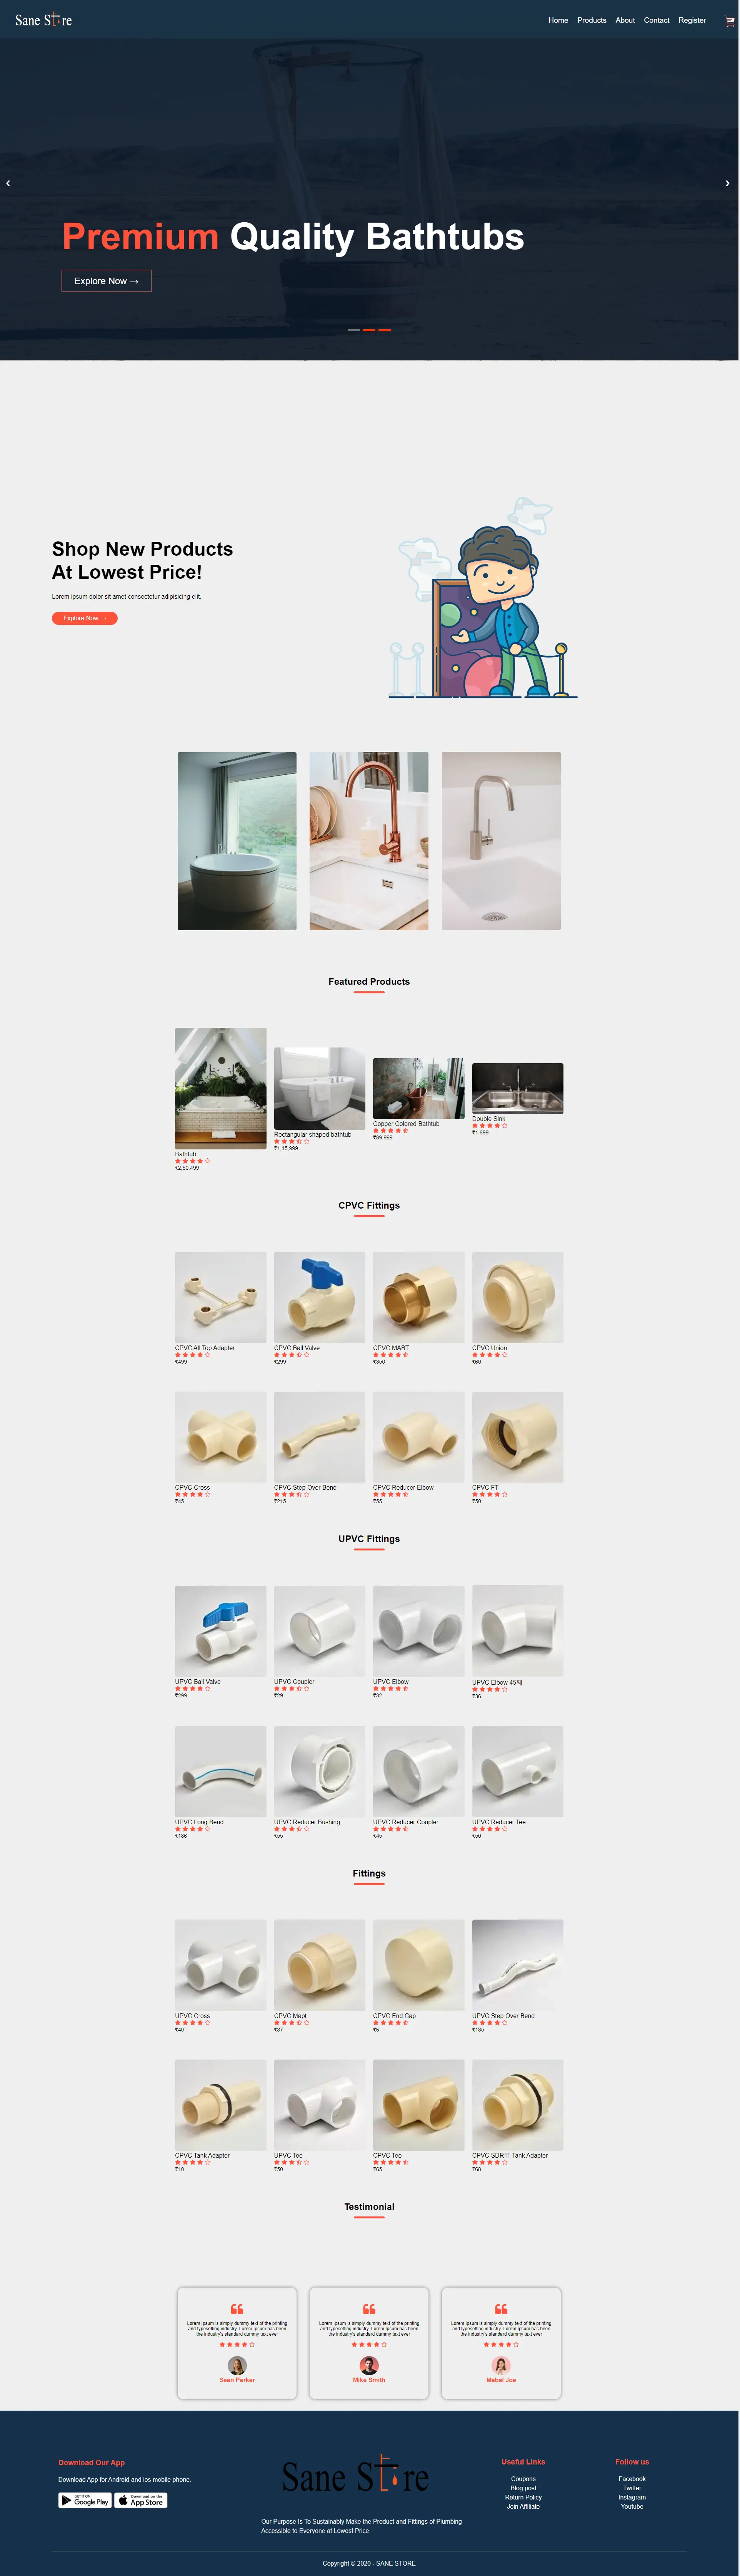 Sane Store
Home Products About Contact Register
‹ ›
Premium Quality Bathtubs
Explore Now →
Shop New Products
At Lowest Price!
Lorem ipsum dolor sit amet consectetur adipisicing elit.
Explore Now →
Featured Products
Bathtub
₹2,50,499
Rectangular shaped bathtub
₹1,15,999
Copper Colored Bathtub
₹89,999
Double Sink
₹1,699
CPVC Fittings
CPVC All Top Adapter
₹499
CPVC Ball Valve
₹299
CPVC MABT
₹350
CPVC Union
₹60
CPVC Cross
₹45
CPVC Step Over Bend
₹215
CPVC Reducer Elbow
₹55
CPVC FT
₹50
UPVC Fittings
UPVC Ball Valve
₹299
UPVC Coupler
₹29
UPVC Elbow
₹32
UPVC Elbow 45
₹36
UPVC Long Bend
₹186
UPVC Reducer Bushing
₹55
UPVC Reducer Coupler
₹45
UPVC Reducer Tee
₹50
Fittings
UPVC Cross
₹40
CPVC Mapt
₹37
CPVC End Cap
₹6
UPVC Step Over Bend
₹135
CPVC Tank Adapter
₹10
UPVC Tee
₹50
CPVC Tee
₹65
CPVC SDR11 Tank Adapter
₹68
Testimonial
Lorem Ipsum is simply dummy text of the printing
and typesetting industry. Lorem Ipsum has been
the industry's standard dummy text ever
Sean Parker
Lorem Ipsum is simply dummy text of the printing
and typesetting industry. Lorem Ipsum has been
the industry's standard dummy text ever
Mike Smith
Lorem Ipsum is simply dummy text of the printing
and typesetting industry. Lorem Ipsum has been
the industry's standard dummy text ever
Mabel Joe
Download Our App
Download App for Android and ios mobile phone.
GET IT ON
Google Play
Download on the
App Store
Sane Store
Our Purpose Is To Sustainably Make the Product and Fittings of Plumbing
Accessible to Everyone at Lowest Price.
Useful Links
Coupons
Blog post
Return Policy
Join Affiliate
Follow us
Facebook
Twitter
Instagram
Youtube
Copyright © 2020 - SANE STORE